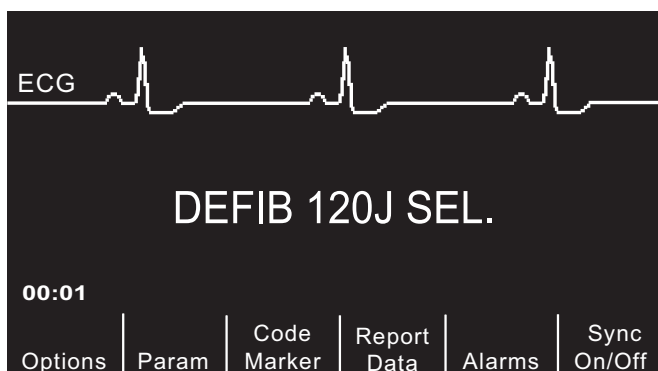 ECG
DEFIB 120J SEL.
00:01
Options
Param
Code
Marker
Report
Data
Alarms
Sync
On/Off